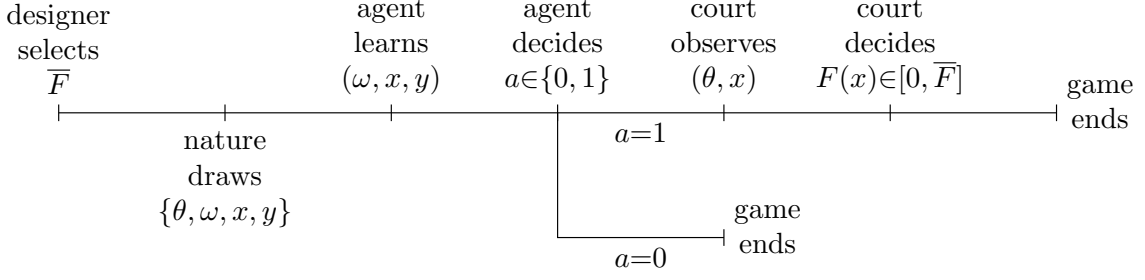 designer
selects
F̅
nature
draws
{θ, ω, x, y}
agent
learns
(ω, x, y)
agent
decides
a∈{0, 1}
court
observes
(θ, x)
court
decides
F(x)∈[0, F̅]
game
ends
a=1
game
ends
a=0